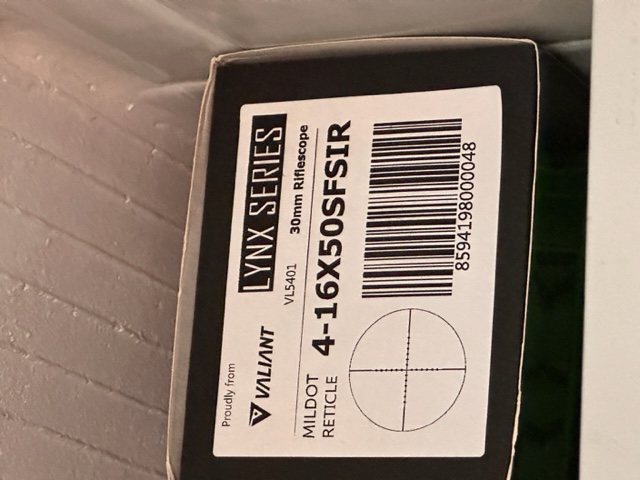 Proudly from
VALIANT
LYNX SERIES
VL5401
30mm Riflescope
MILDOT
RETICLE
4-16X50SFSIR
8594198000048